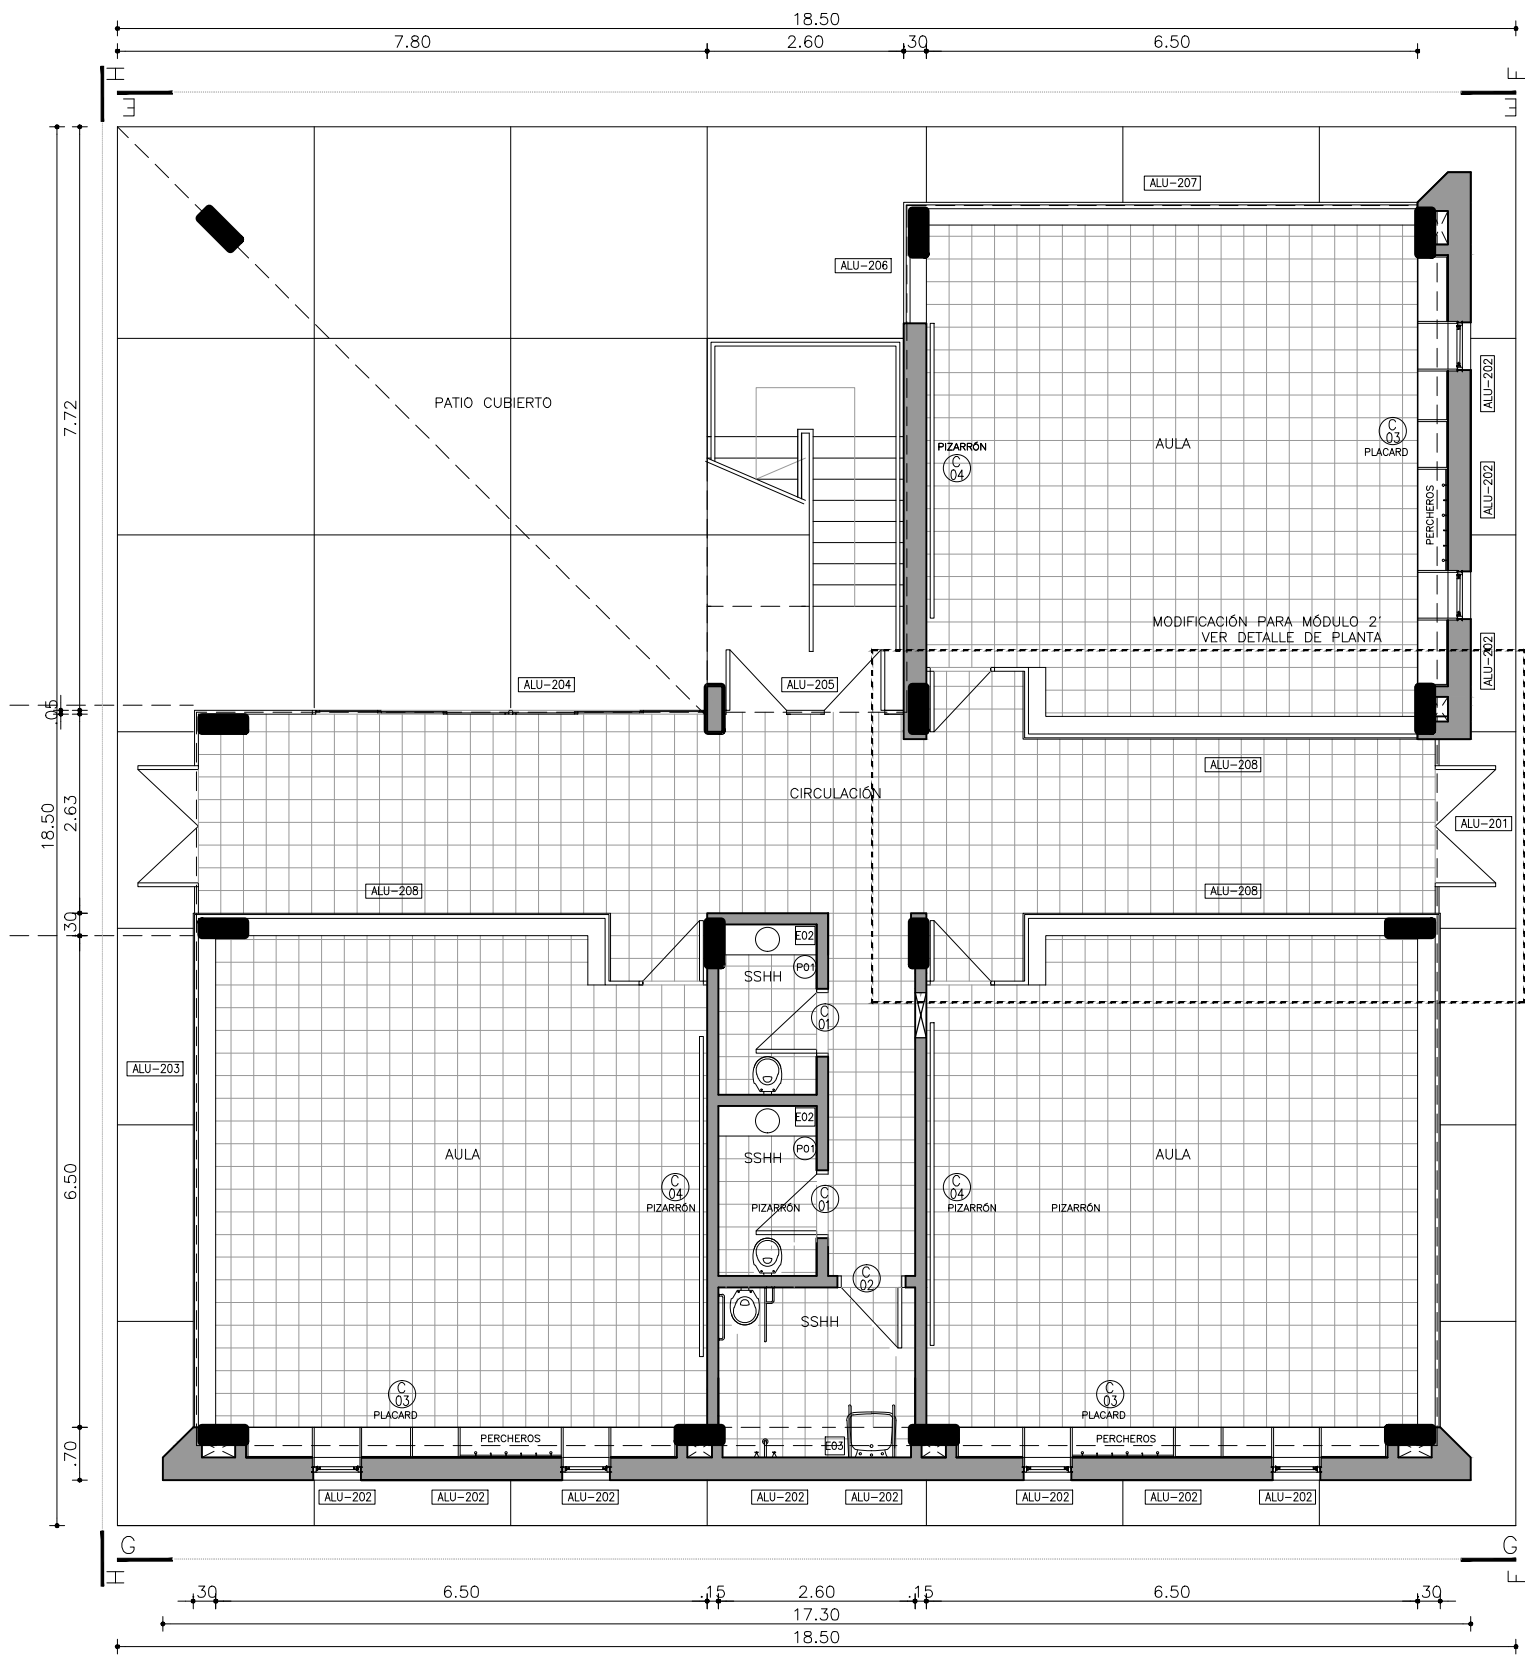 18.50
7.80 2.60 .30 6.50
H F
E E
ALU-207
ALU-206
7.72
PATIO CUBIERTO
ALU-202
C
03
PLACARD
AULA
PIZARRÓN
C
04
ALU-202
PERCHEROS
MODIFICACIÓN PARA MÓDULO 2'
VER DETALLE DE PLANTA
ALU-202
ALU-204
ALU-205
.05
ALU-208
18.50
2.63
CIRCULACIÓN
ALU-201
ALU-208
ALU-208
.30
E02
P01
SSHH
C
01
ALU-203
E02
P01
SSHH
AULA
AULA
6.50
C
04
PIZARRÓN
PIZARRÓN
C
01
C
04
PIZARRÓN
PIZARRÓN
C
02
SSHH
C
03
PLACARD
C
03
PLACARD
PERCHEROS
E03
PERCHEROS
.70
ALU-202 ALU-202 ALU-202 ALU-202 ALU-202 ALU-202 ALU-202 ALU-202
G G
H F
.30 6.50 .15 2.60 .15 6.50 .30
17.30
18.50